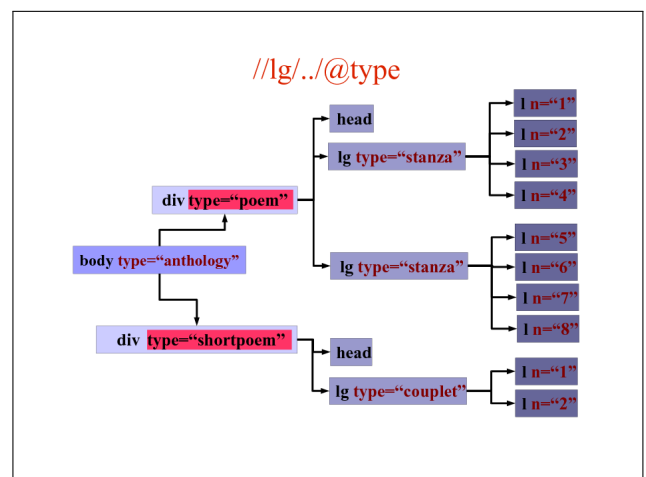 //lg/../@type
l n=“1”
head
l n=“2”
lg type=“stanza”
l n=“3”
div type=“poem”
l n=“4”
l n=“5”
body type=“anthology”
lg type=“stanza”
l n=“6”
l n=“7”
l n=“8”
div type=“shortpoem”
head
l n=“1”
lg type=“couplet”
l n=“2”